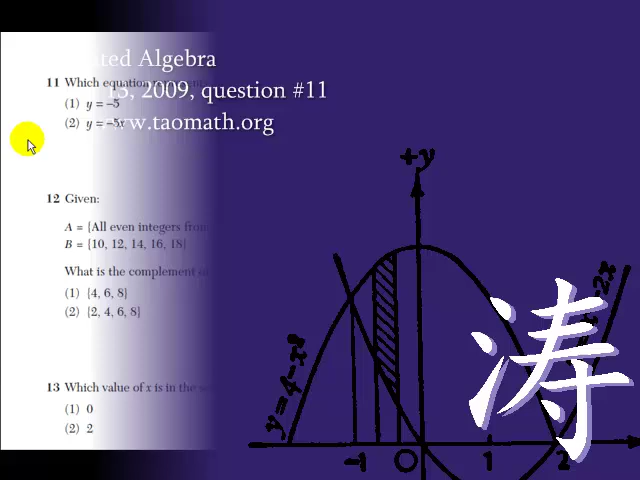 ted Algebra
13, 2009, question #11
www.taomath.org
11 Which equation
(1) y = –5
(2) y = –5x
12 Given:
A = {All even integers from
B = {10, 12, 14, 16, 18}
What is the complement of
(1) {4, 6, 8}
(2) {2, 4, 6, 8}
13 Which value of x is in the
(1) 0
(2) 2
+y
y=4-x²
-2x
-1 0 1 2
涛